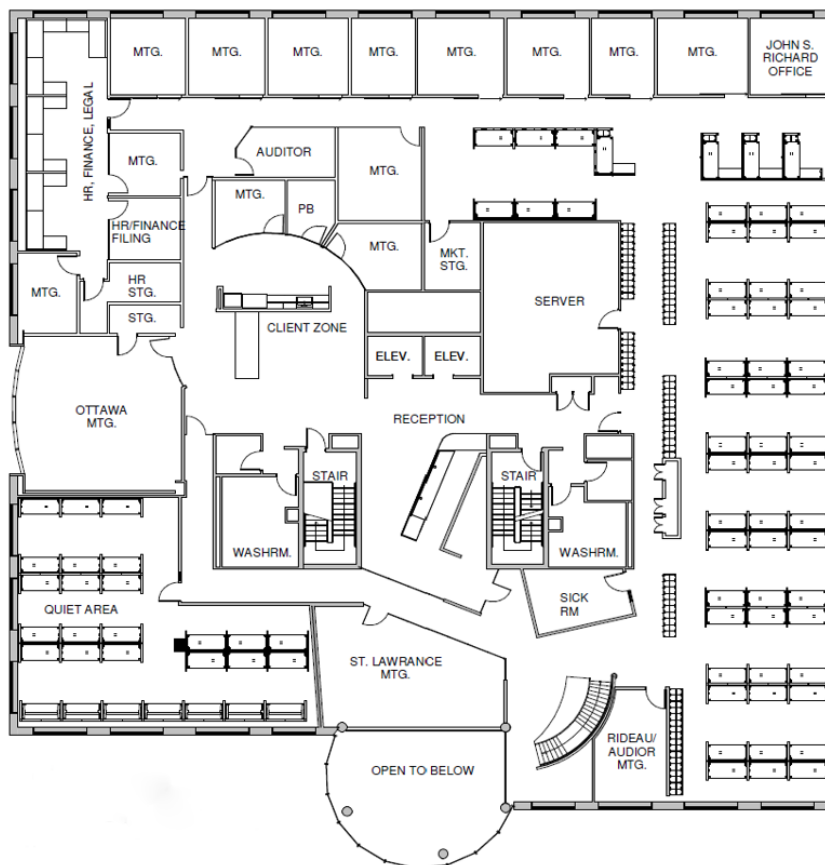 MTG.
MTG.
MTG.
MTG.
MTG.
MTG.
MTG.
MTG.
JOHN S.
RICHARD
OFFICE
HR, FINANCE, LEGAL
AUDITOR
MTG.
MTG.
MTG.
PB
HR/FINANCE
FILING
MTG.
MKT.
STG.
HR
STG.
MTG.
SERVER
STG.
CLIENT ZONE
ELEV.
ELEV.
OTTAWA
MTG.
RECEPTION
STAIR
STAIR
WASHRM.
WASHRM.
SICK
RM
QUIET AREA
ST. LAWRANCE
MTG.
RIDEAU/
AUDIOR
MTG.
OPEN TO BELOW